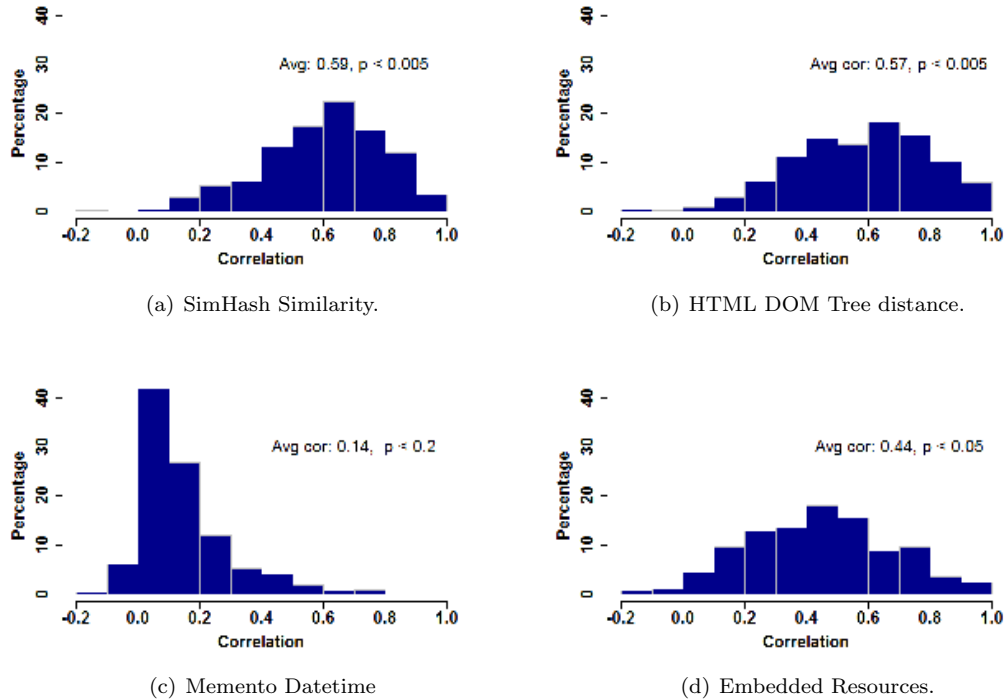 40
30
20
10
0
Percentage
Avg: 0.59, p < 0.005
-0.2 0.0 0.2 0.4 0.6 0.8 1.0
Correlation
(a) SimHash Similarity.
40
30
20
10
0
Percentage
Avg cor: 0.57, p < 0.005
-0.2 0.0 0.2 0.4 0.6 0.8 1.0
Correlation
(b) HTML DOM Tree distance.
40
30
20
10
0
Percentage
Avg cor: 0.14, p < 0.2
-0.2 0.0 0.2 0.4 0.6 0.8 1.0
Correlation
(c) Memento Datetime
40
30
20
10
0
Percentage
Avg cor: 0.44, p < 0.05
-0.2 0.0 0.2 0.4 0.6 0.8 1.0
Correlation
(d) Embedded Resources.